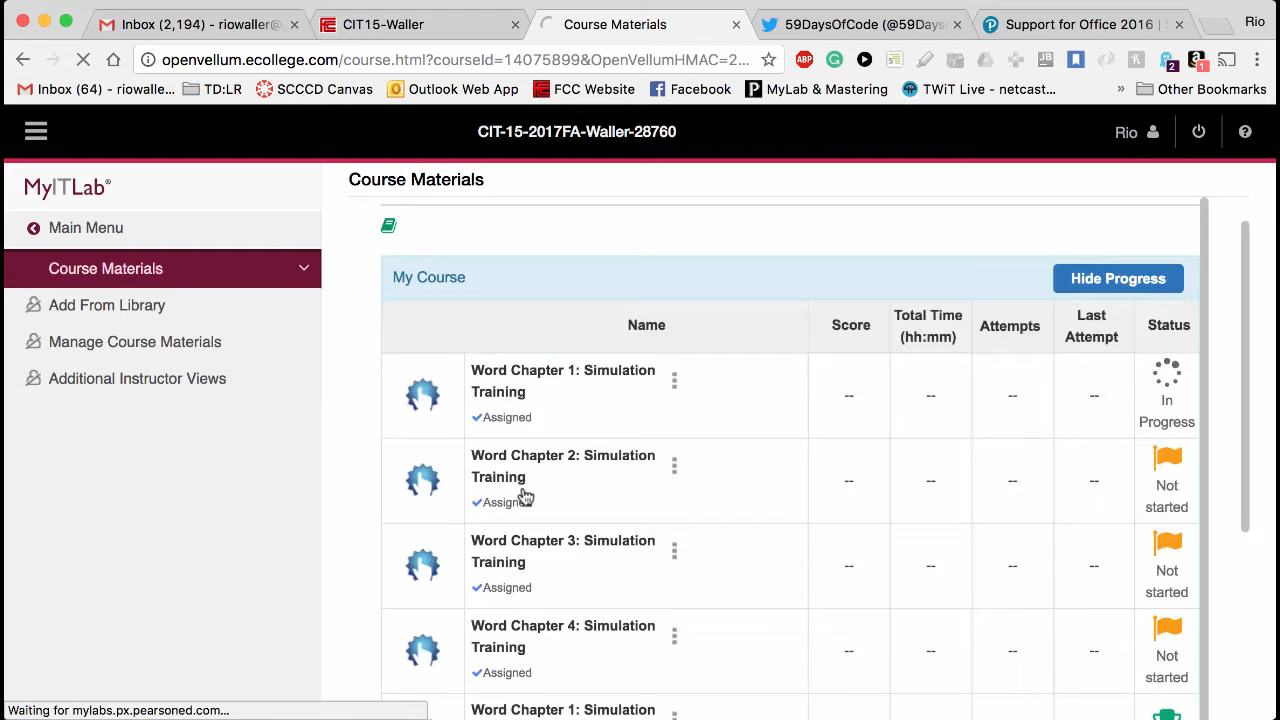 Inbox (2,194) - riowaller@
CIT15-Waller
Course Materials
59DaysOfCode (@59Days
Support for Office 2016 | S
Rio
openvellum.ecollege.com/course.html?courseId=14075899&OpenVellumHMAC=2...
ABP
JB
2
1
Inbox (64) - riowalle...
TD:LR
SCCCD Canvas
Outlook Web App
FCC Website
Facebook
MyLab & Mastering
TWiT Live - netcast...
»
Other Bookmarks
CIT-15-2017FA-Waller-28760
Rio
MyITLab®
Course Materials
Main Menu
Course Materials
Add From Library
Manage Course Materials
Additional Instructor Views
My Course
Hide Progress
Name
Score
Total Time
(hh:mm)
Attempts
Last
Attempt
Status
Word Chapter 1: Simulation
Training
Assigned
-- -- -- --
In
Progress
Word Chapter 2: Simulation
Training
Assigned
-- -- -- --
Not
started
Word Chapter 3: Simulation
Training
Assigned
-- -- -- --
Not
started
Word Chapter 4: Simulation
Training
Assigned
-- -- -- --
Not
started
Word Chapter 1: Simulation
Waiting for mylabs.px.pearsoned.com...